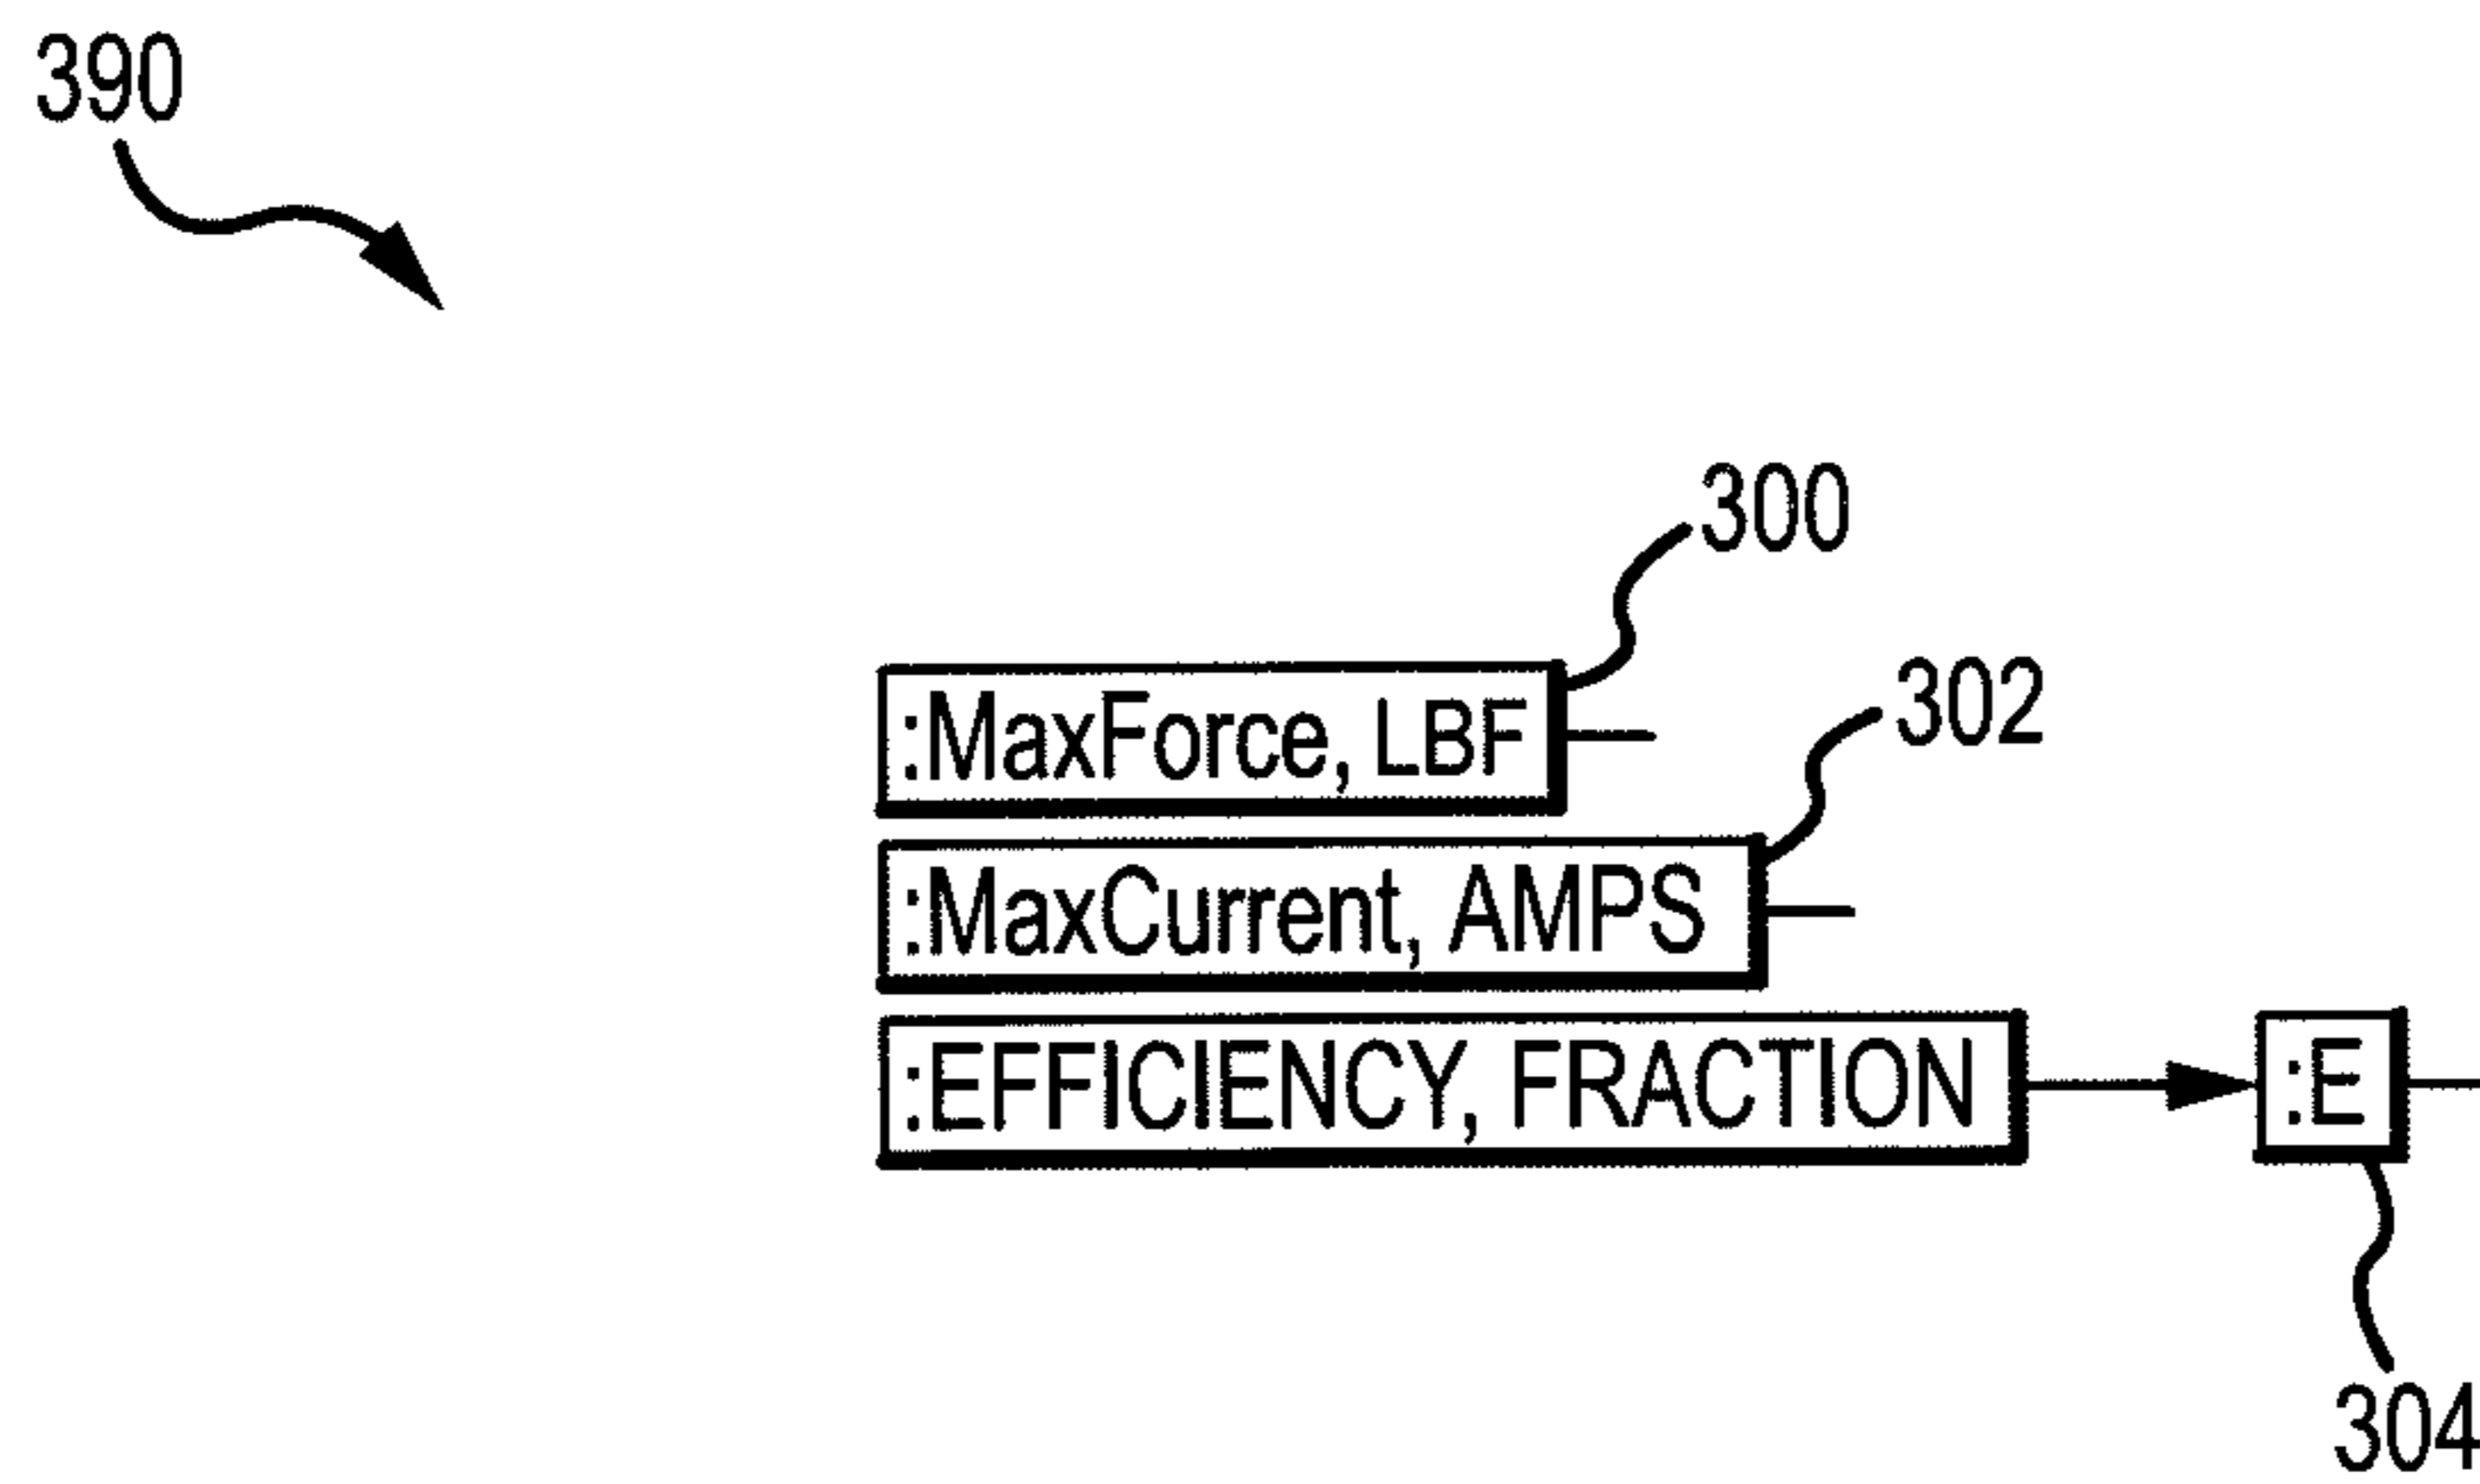 390
300
:MaxForce, LBF
302
:MaxCurrent, AMPS
:EFFICIENCY, FRACTION
:E
304